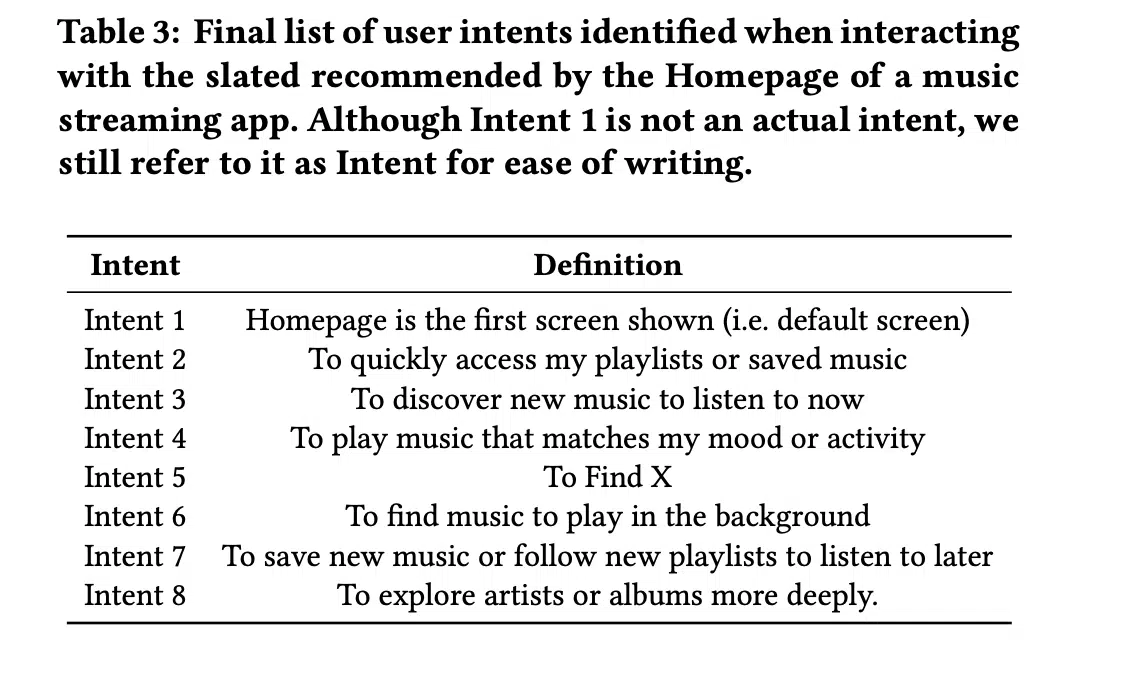 Table 3: Final list of user intents identified when interacting
with the slated recommended by the Homepage of a music
streaming app. Although Intent 1 is not an actual intent, we
still refer to it as Intent for ease of writing.
Intent Definition
Intent 1 Homepage is the first screen shown (i.e. default screen)
Intent 2 To quickly access my playlists or saved music
Intent 3 To discover new music to listen to now
Intent 4 To play music that matches my mood or activity
Intent 5 To Find X
Intent 6 To find music to play in the background
Intent 7 To save new music or follow new playlists to listen to later
Intent 8 To explore artists or albums more deeply.